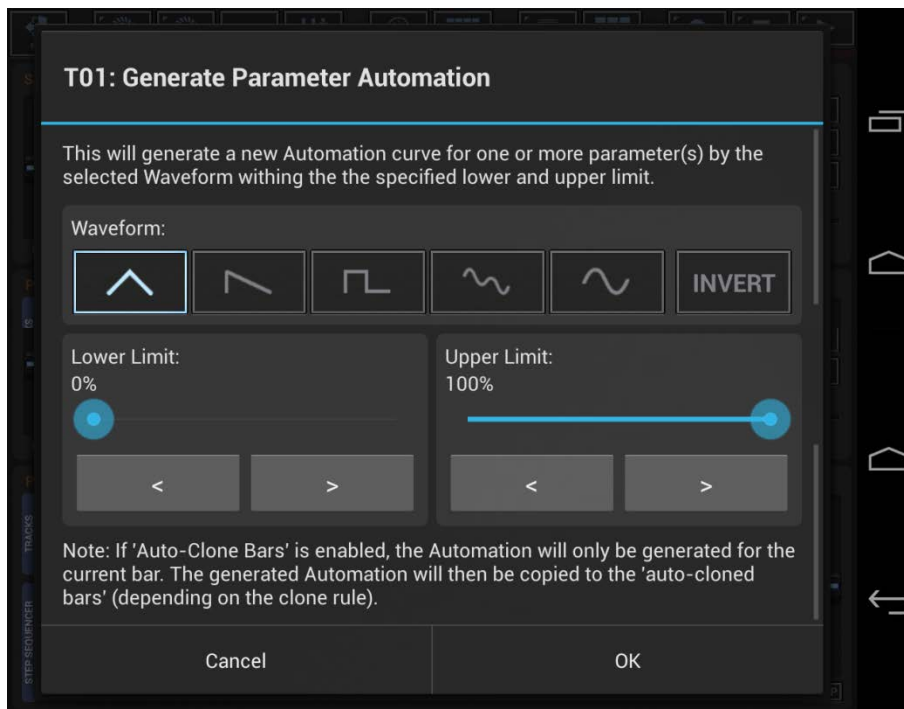 T01: Generate Parameter Automation
This will generate a new Automation curve for one or more parameter(s) by the
selected Waveform withing the the specified lower and upper limit.
Waveform:
INVERT
Lower Limit:
0%
Upper Limit:
100%
< >
< >
Note: If 'Auto-Clone Bars' is enabled, the Automation will only be generated for the
current bar. The generated Automation will then be copied to the 'auto-cloned
bars' (depending on the clone rule).
Cancel
OK
TRACKS
STEP SEQUENCER